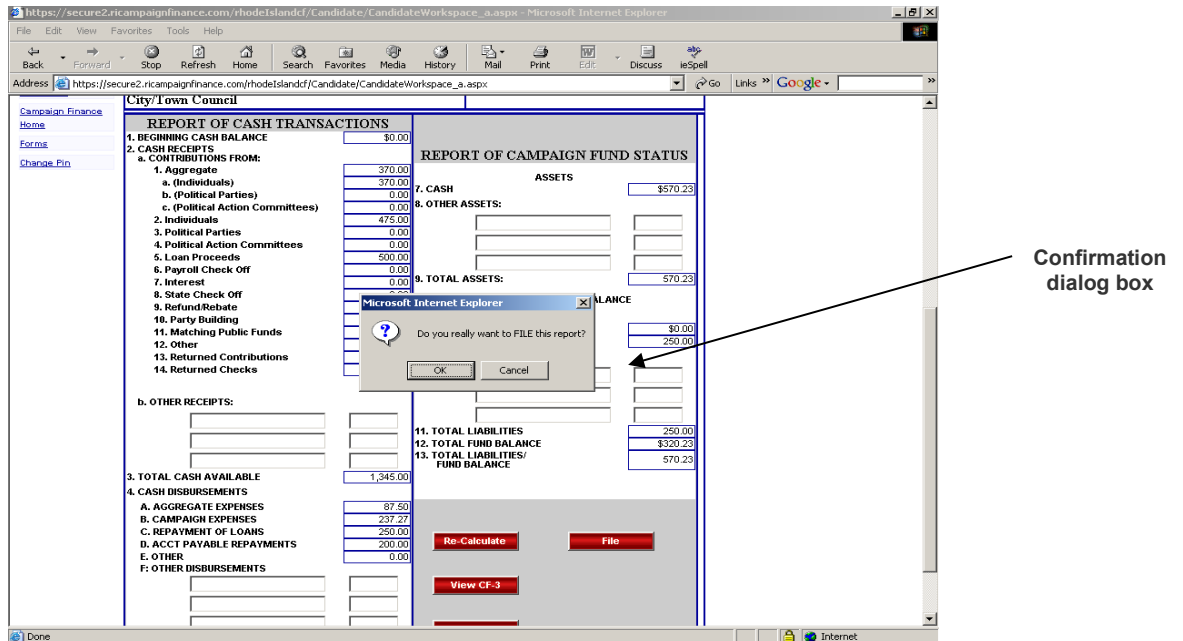 https://secure2.ricampaignfinance.com/rhodeIslandcf/Candidate/CandidateWorkspace_a.aspx - Microsoft Internet Explorer
File Edit View Favorites Tools Help
Back Forward Stop Refresh Home Search Favorites Media History Mail Print Edit Discuss ieSpell
Address https://secure2.ricampaignfinance.com/rhodeIslandcf/Candidate/CandidateWorkspace_a.aspx Go Links » Google »
City/Town Council
Campaign Finance
Home
Forms
Change Pin
REPORT OF CASH TRANSACTIONS
1. BEGINNING CASH BALANCE $0.00
2. CASH RECEIPTS
a. CONTRIBUTIONS FROM:
1. Aggregate 370.00
a. (Individuals) 370.00
b. (Political Parties) 0.00
c. (Political Action Committees) 0.00
2. Individuals 475.00
3. Political Parties 0.00
4. Political Action Committees 0.00
5. Loan Proceeds 500.00
6. Payroll Check Off 0.00
7. Interest 0.00
8. State Check Off
9. Refund/Rebate
10. Party Building
11. Matching Public Funds
12. Other
13. Returned Contributions
14. Returned Checks
b. OTHER RECEIPTS:
3. TOTAL CASH AVAILABLE 1,345.00
4. CASH DISBURSEMENTS
A. AGGREGATE EXPENSES 87.50
B. CAMPAIGN EXPENSES 237.27
C. REPAYMENT OF LOANS 250.00
D. ACCT PAYABLE REPAYMENTS 200.00
E. OTHER 0.00
F: OTHER DISBURSEMENTS
REPORT OF CAMPAIGN FUND STATUS
ASSETS
7. CASH $570.23
8. OTHER ASSETS:
9. TOTAL ASSETS: 570.23
ALANCE
$0.00
250.00
11. TOTAL LIABILITIES 250.00
12. TOTAL FUND BALANCE $320.23
13. TOTAL LIABILITIES/
FUND BALANCE 570.23
Re-Calculate File
View CF-3
Microsoft Internet Explorer
Do you really want to FILE this report?
OK Cancel
Confirmation
dialog box
Done Internet